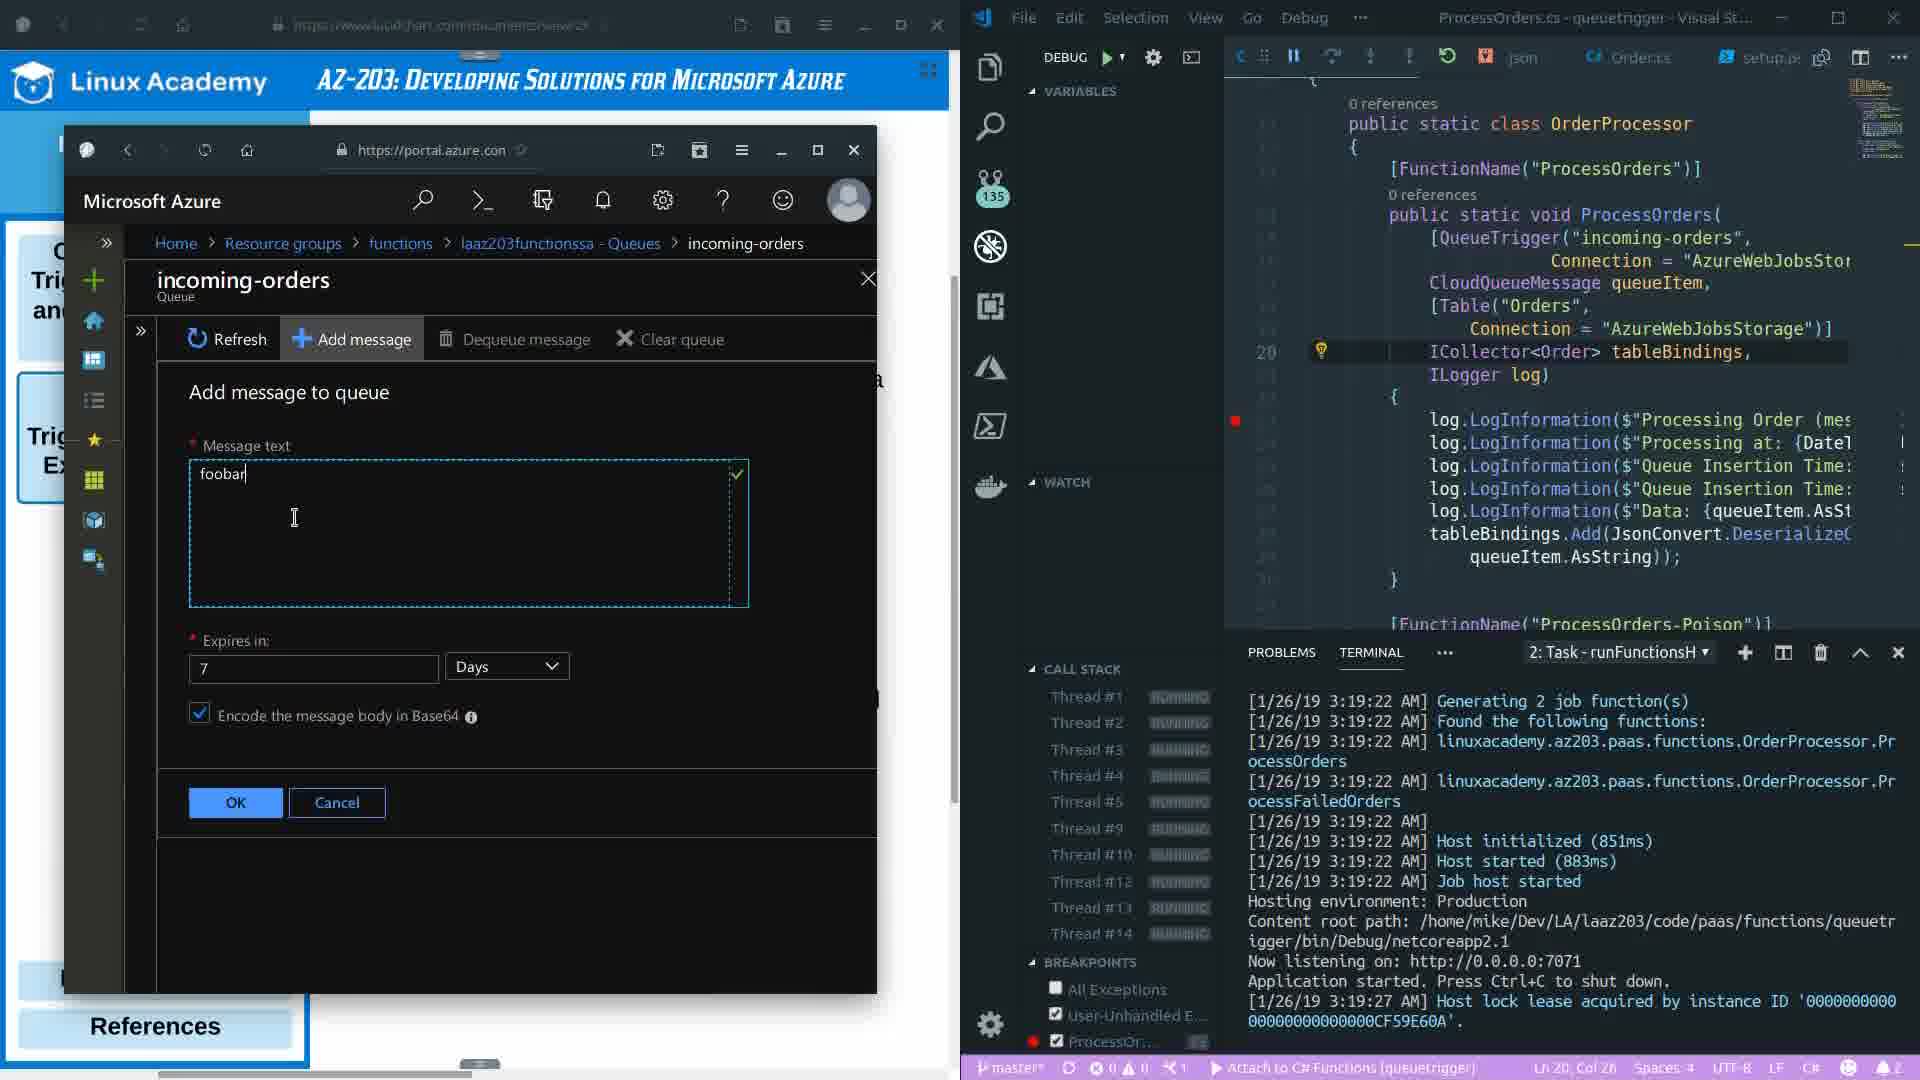 https://www.lucidchart.com/documents/view/2
Linux Academy
AZ-203: DEVELOPING SOLUTIONS FOR MICROSOFT AZURE
https://portal.azure.con
Microsoft Azure
Home > Resource groups > functions > laaz203functionssa - Queues > incoming-orders
incoming-orders
Queue
Refresh
Add message
Dequeue message
Clear queue
Add message to queue
* Message text
foobar
* Expires in:
7
Days
Encode the message body in Base64
OK
Cancel
References
File Edit Selection View Go Debug ···
ProcessOrders.cs - queuetrigger - Visual St...
DEBUG
json
Order.cs
setup.p
135
VARIABLES
WATCH
CALL STACK
Thread #1 RUNNING
Thread #2 RUNNING
Thread #3 RUNNING
Thread #4 RUNNING
Thread #5 RUNNING
Thread #9 RUNNING
Thread #10 RUNNING
Thread #12 RUNNING
Thread #13 RUNNING
Thread #14 RUNNING
BREAKPOINTS
All Exceptions
User-Unhandled E...
ProcessOr...
{
0 references
public static class OrderProcessor
{
[FunctionName("ProcessOrders")]
0 references
public static void ProcessOrders(
[QueueTrigger("incoming-orders",
Connection = "AzureWebJobsStor
CloudQueueMessage queueItem,
[Table("Orders",
Connection = "AzureWebJobsStorage")]
20 ICollector<Order> tableBindings,
ILogger log)
{
log.LogInformation($"Processing Order (mes
log.LogInformation($"Processing at: {DateT
log.LogInformation($"Queue Insertion Time:
log.LogInformation($"Queue Insertion Time:
log.LogInformation($"Data: {queueItem.AsSt
tableBindings.Add(JsonConvert.Deserialize
queueItem.AsString));
}
[FunctionName("ProcessOrders-Poison")]
PROBLEMS TERMINAL ··· 2: Task - runFunctionsH
[1/26/19 3:19:22 AM] Generating 2 job function(s)
[1/26/19 3:19:22 AM] Found the following functions:
[1/26/19 3:19:22 AM] linuxacademy.az203.paas.functions.OrderProcessor.Pr
ocessOrders
[1/26/19 3:19:22 AM] linuxacademy.az203.paas.functions.OrderProcessor.Pr
ocessFailedOrders
[1/26/19 3:19:22 AM]
[1/26/19 3:19:22 AM] Host initialized (851ms)
[1/26/19 3:19:22 AM] Host started (883ms)
[1/26/19 3:19:22 AM] Job host started
Hosting environment: Production
Content root path: /home/mike/Dev/LA/laaz203/code/paas/functions/queuetr
igger/bin/Debug/netcoreapp2.1
Now listening on: http://0.0.0.0:7071
Application started. Press Ctrl+C to shut down.
[1/26/19 3:19:27 AM] Host lock lease acquired by instance ID '0000000000
00000000000000CF59E60A'.
master* 0 0 1 Attach to C# Functions (queuetrigger) Ln 20, Col 26 Spaces: 4 UTF-8 LF C# 2